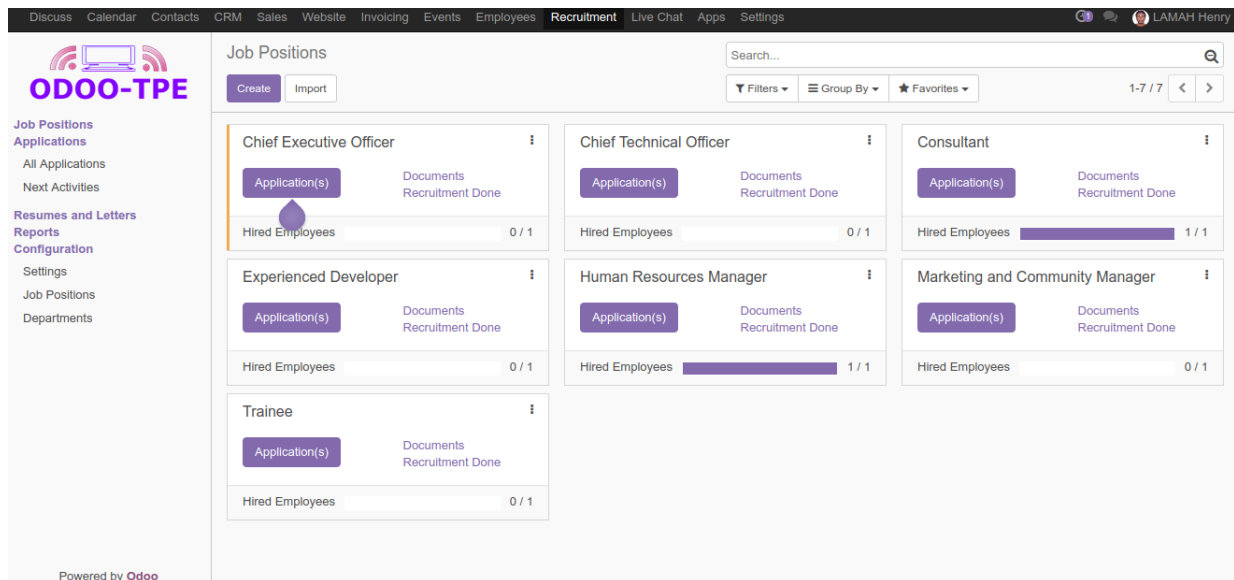 Discuss Calendar Contacts CRM Sales Website Invoicing Events Employees Recruitment Live Chat Apps Settings 1 LAMAH Henry
ODOO-TPE
Job Positions
Applications
All Applications
Next Activities
Resumes and Letters
Reports
Configuration
Settings
Job Positions
Departments
Powered by Odoo
Job Positions
Search...
Create Import
Filters Group By Favorites 1-7 / 7
Chief Executive Officer
Application(s)
Documents
Recruitment Done
Hired Employees 0 / 1
Chief Technical Officer
Application(s)
Documents
Recruitment Done
Hired Employees 0 / 1
Consultant
Application(s)
Documents
Recruitment Done
Hired Employees 1 / 1
Experienced Developer
Application(s)
Documents
Recruitment Done
Hired Employees 0 / 1
Human Resources Manager
Application(s)
Documents
Recruitment Done
Hired Employees 1 / 1
Marketing and Community Manager
Application(s)
Documents
Recruitment Done
Hired Employees 0 / 1
Trainee
Application(s)
Documents
Recruitment Done
Hired Employees 0 / 1